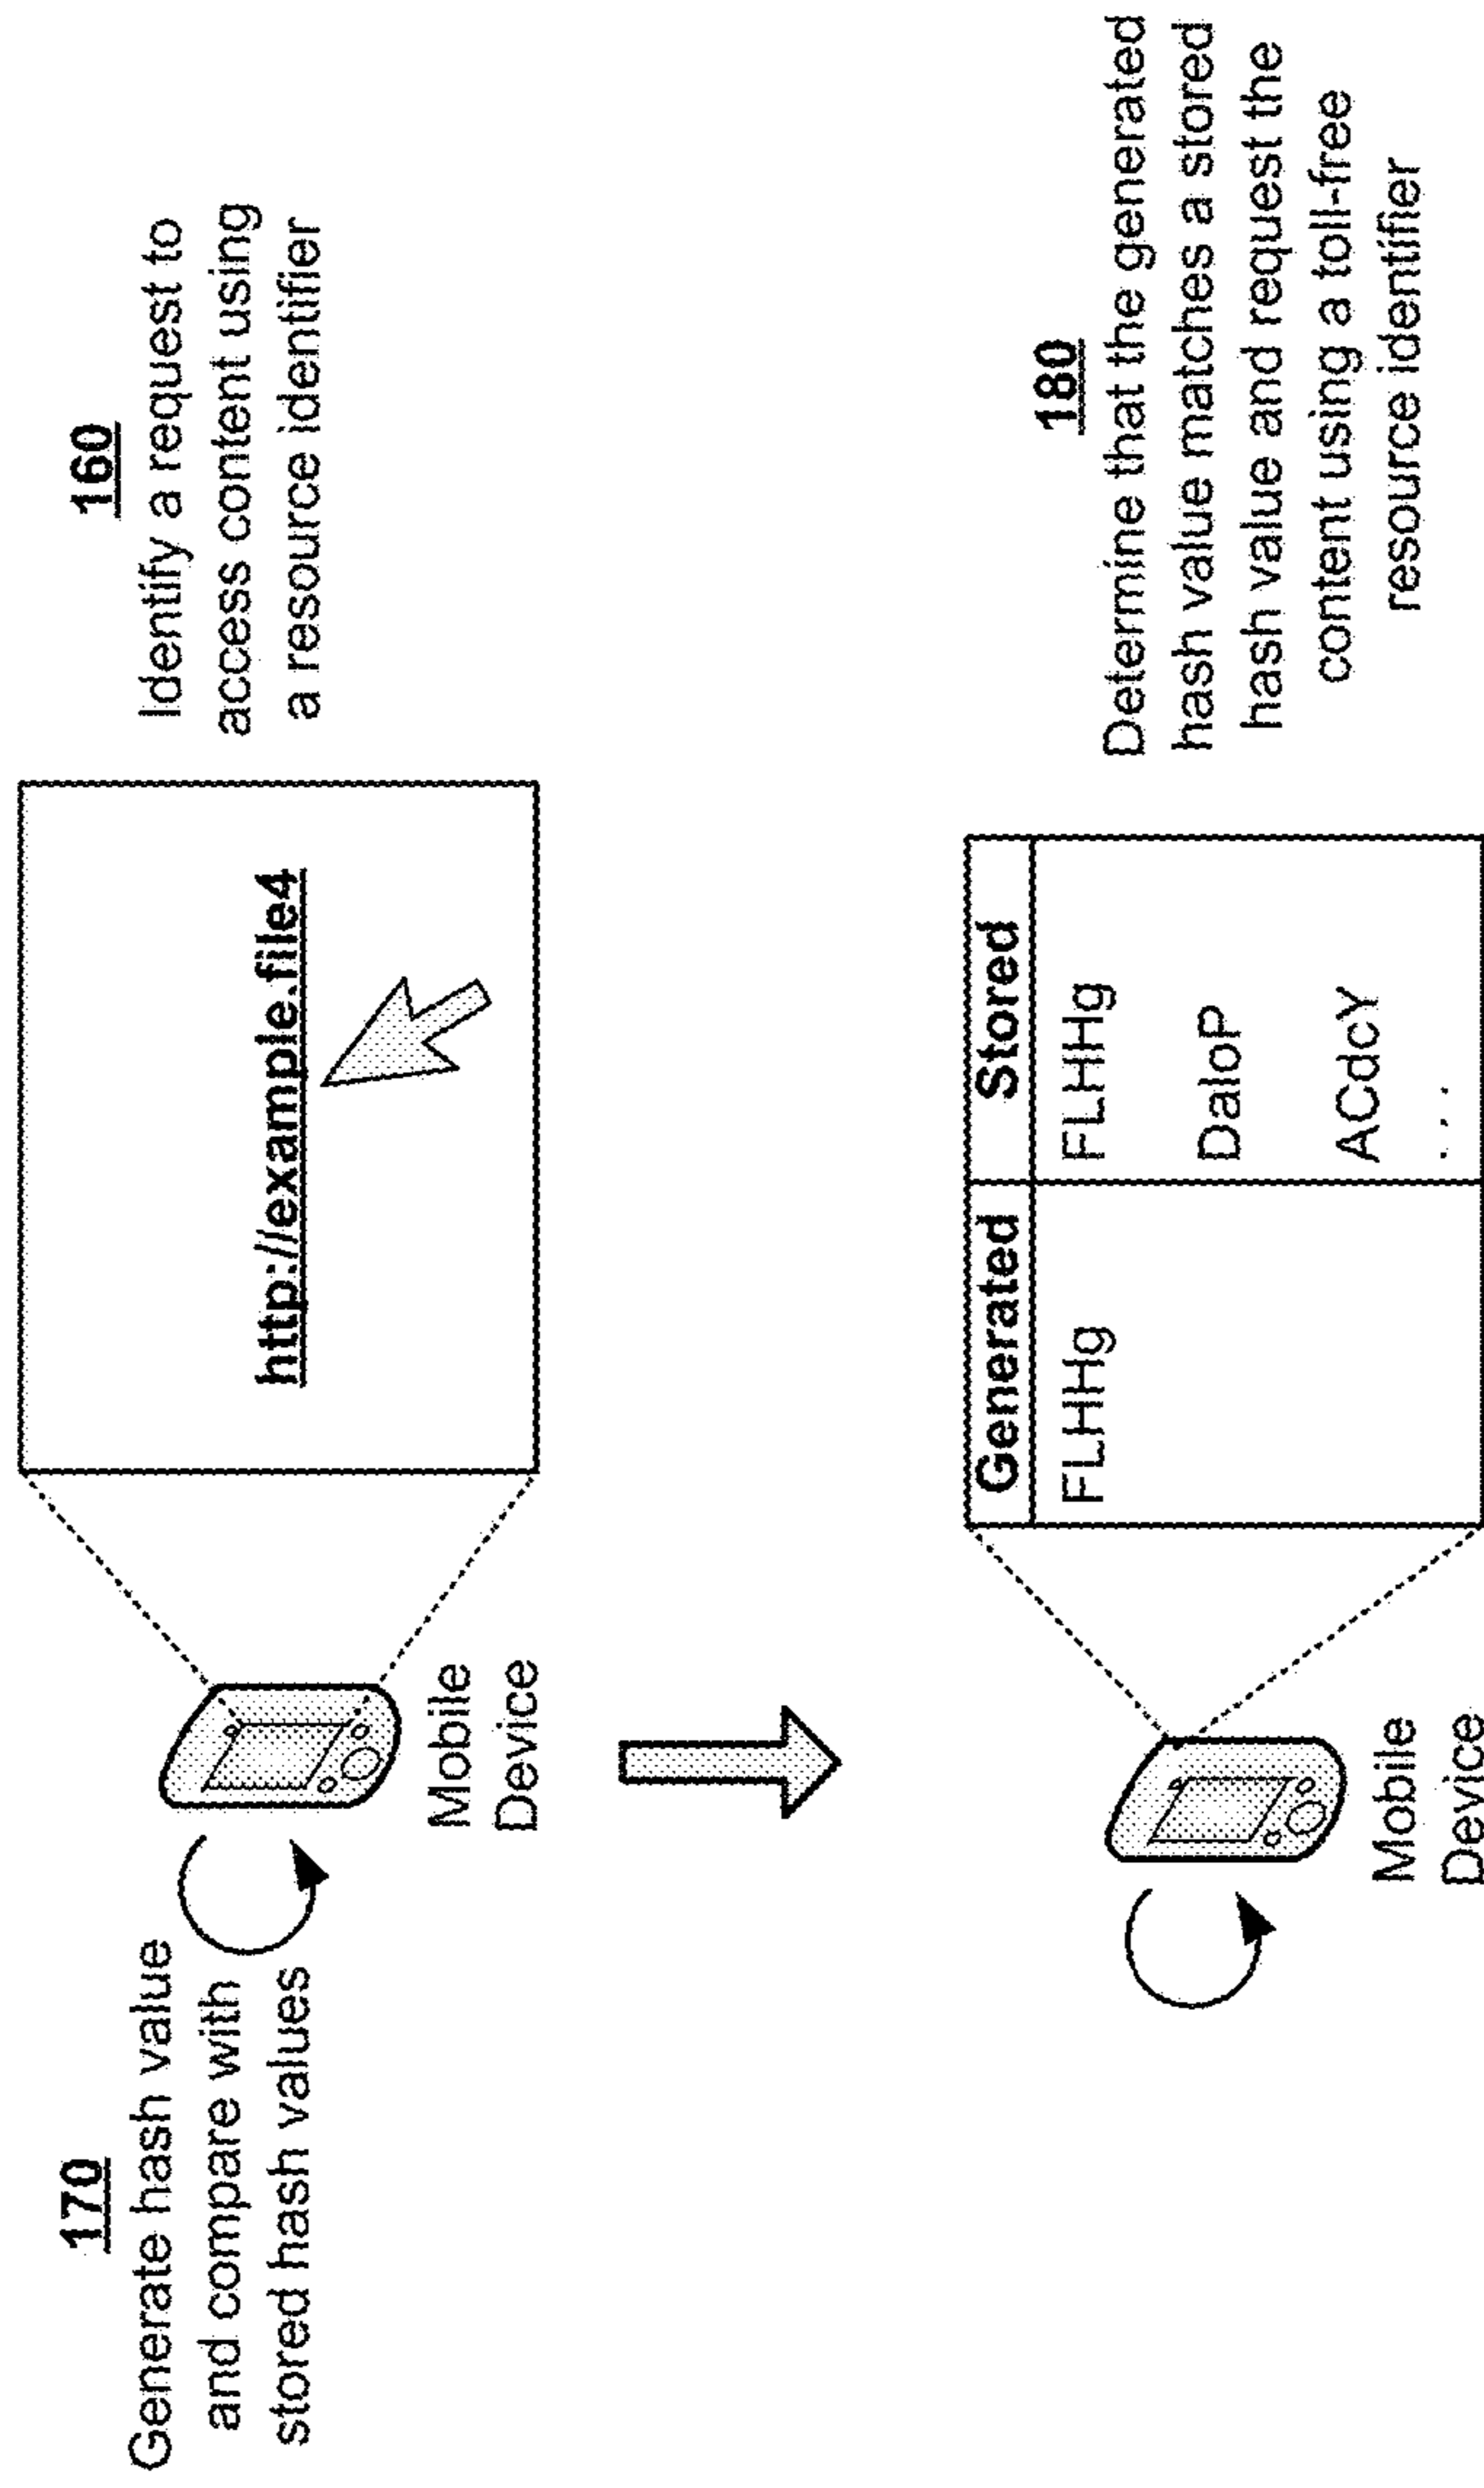 170
Generate hash value
and compare with
stored hash values
Mobile
Device
http://example.file4
160
Identify a request to
access content using
a resource identifier
Mobile
Device
Generated Stored
FLHHg FLHHg
DaloP
ACdcY
. . .
180
Determine that the generated
hash value matches a stored
hash value and request the
content using a toll-free
resource identifier